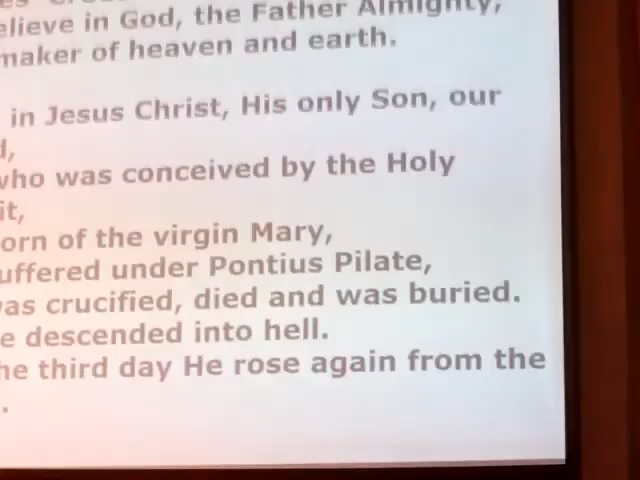 elieve in God, the Father Almighty,
maker of heaven and earth.
in Jesus Christ, His only Son, our
d,
who was conceived by the Holy
it,
orn of the virgin Mary,
uffered under Pontius Pilate,
was crucified, died and was buried.
e descended into hell.
he third day He rose again from the
.